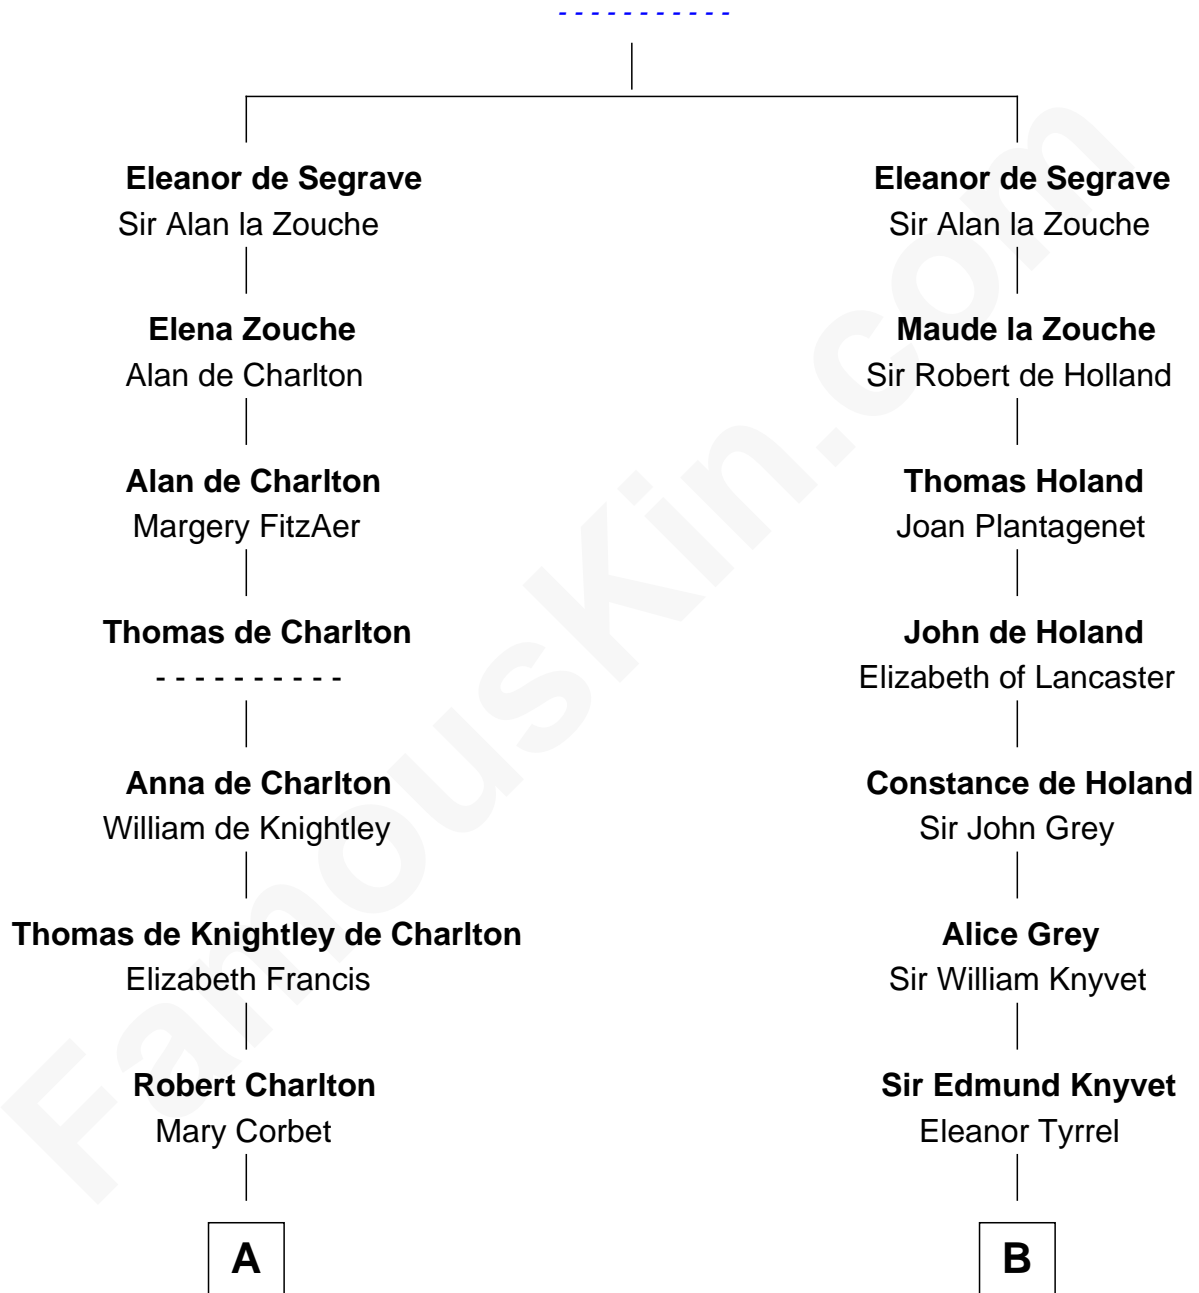 - - - - - - - - - - -
Eleanor de Segrave
Sir Alan la Zouche
Elena Zouche
Alan de Charlton
Alan de Charlton
Margery FitzAer
Thomas de Charlton
- - - - - - - - - -
Anna de Charlton
William de Knightley
Thomas de Knightley de Charlton
Elizabeth Francis
Robert Charlton
Mary Corbet
A
Eleanor de Segrave
Sir Alan la Zouche
Maude la Zouche
Sir Robert de Holland
Thomas Holand
Joan Plantagenet
John de Holand
Elizabeth of Lancaster
Constance de Holand
Sir John Grey
Alice Grey
Sir William Knyvet
Sir Edmund Knyvet
Eleanor Tyrrel
B
FamousKin.com